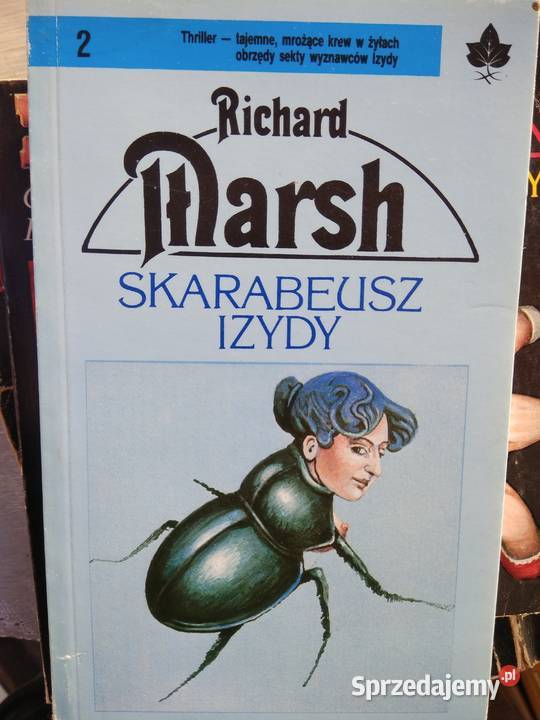 2
Thriller — tajemne, mrożące krew w żyłach
obrzędy sekty wyznawców Izydy
Richard
Marsh
SKARABEUSZ
IZYDY
Sprzedajemy.pl